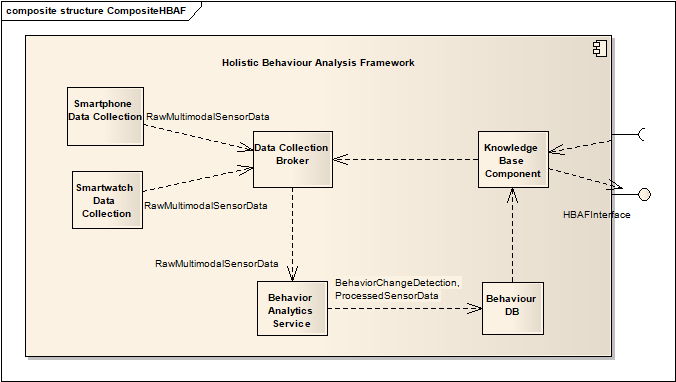 composite structure CompositeHBAF
Holistic Behaviour Analysis Framework
Smartphone
Data Collection
RawMultimodalSensorData
Data Collection
Broker
Knowledge
Base
Component
Smartwatch
Data
Collection
RawMultimodalSensorData
HBAFInterface
RawMultimodalSensorData
BehaviorChangeDetection,
ProcessedSensorData
Behavior
Analytics
Service
Behaviour
DB